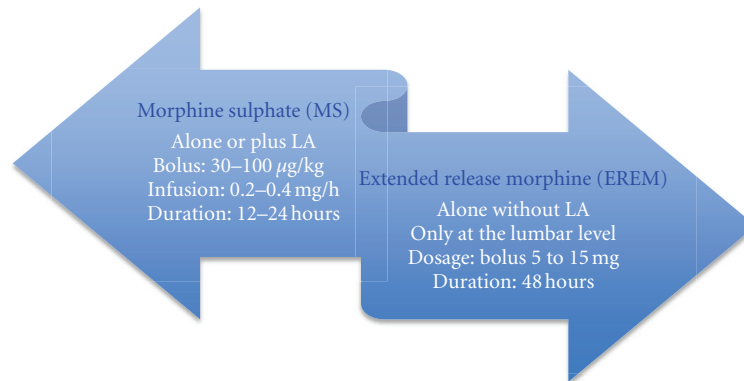 Morphine sulphate (MS)
Alone or plus LA
Bolus: 30–100 μg/kg
Infusion: 0.2–0.4 mg/h
Duration: 12–24 hours
Extended release morphine (EREM)
Alone without LA
Only at the lumbar level
Dosage: bolus 5 to 15 mg
Duration: 48 hours